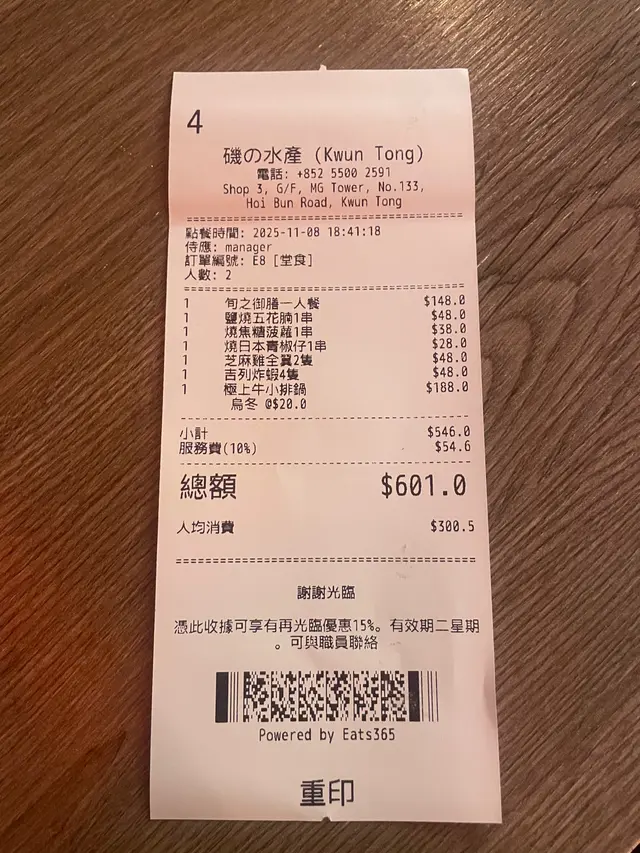 4
磯の水產 (Kwun Tong)
電話: +852 5500 2591
Shop 3, G/F, MG Tower, No.133,
Hoi Bun Road, Kwun Tong
點餐時間: 2025-11-08 18:41:18
侍應: manager
訂單編號: E8 [堂食]
人數: 2
1 旬之御膳一人餐 $148.0
1 鹽燒五花腩1串 $48.0
1 燒焦糖菠蘿1串 $38.0
1 燒日本青椒仔1串 $28.0
1 芝麻雞全翼2隻 $48.0
1 吉列炸蝦4隻 $48.0
1 極上牛小排鍋 $188.0
烏冬 @$20.0
小計 $546.0
服務費(10%) $54.6
總額 $601.0
人均消費 $300.5
謝謝光臨
憑此收據可享有再光臨優惠15%。有效期二星期
。可與職員聯絡
Powered by Eats365
重印